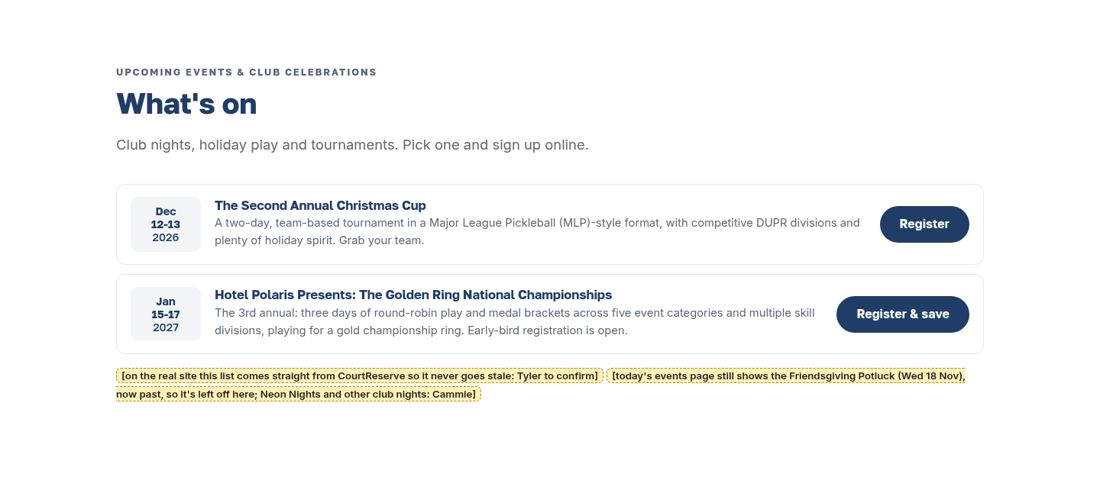 UPCOMING EVENTS & CLUB CELEBRATIONS
What's on
Club nights, holiday play and tournaments. Pick one and sign up online.
Dec
12-13
2026
The Second Annual Christmas Cup
A two-day, team-based tournament in a Major League Pickleball (MLP)-style format, with competitive DUPR divisions and
plenty of holiday spirit. Grab your team.
Register
Jan
15-17
2027
Hotel Polaris Presents: The Golden Ring National Championships
The 3rd annual: three days of round-robin play and medal brackets across five event categories and multiple skill
divisions, playing for a gold championship ring. Early-bird registration is open.
Register & save
[on the real site this list comes straight from CourtReserve so it never goes stale: Tyler to confirm] [today's events page still shows the Friendsgiving Potluck (Wed 18 Nov),
now past, so it's left off here; Neon Nights and other club nights: Cammie]